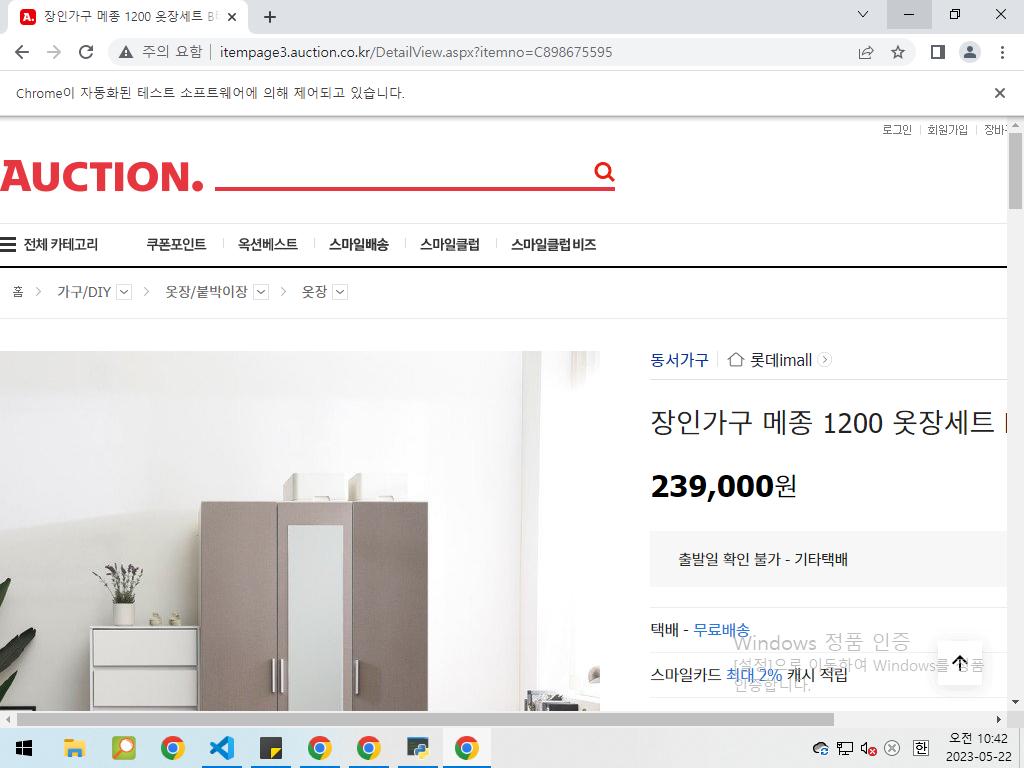 장인가구 메종 1200 옷장세트
주의 요함 itempage3.auction.co.kr/DetailView.aspx?itemno=C898675595
Chrome이 자동화된 테스트 소프트웨어에 의해 제어되고 있습니다.
로그인 회원가입
AUCTION.
전체 카테고리 쿠폰포인트 옥션베스트 스마일배송 스마일클럽 스마일클럽 비즈
홈 가구/DIY 옷장/붙박이장 옷장
동서가구 롯데imall
장인가구 메종 1200 옷장세트
239,000원
출발일 확인 불가 - 기타택배
택배 - 무료배송
Windows 정품 인증
[설정]으로 이동하여 Windows를 정품
인증합니다.
스마일카드 최대 2% 캐시 적립
한
오전 10:42
2023-05-22